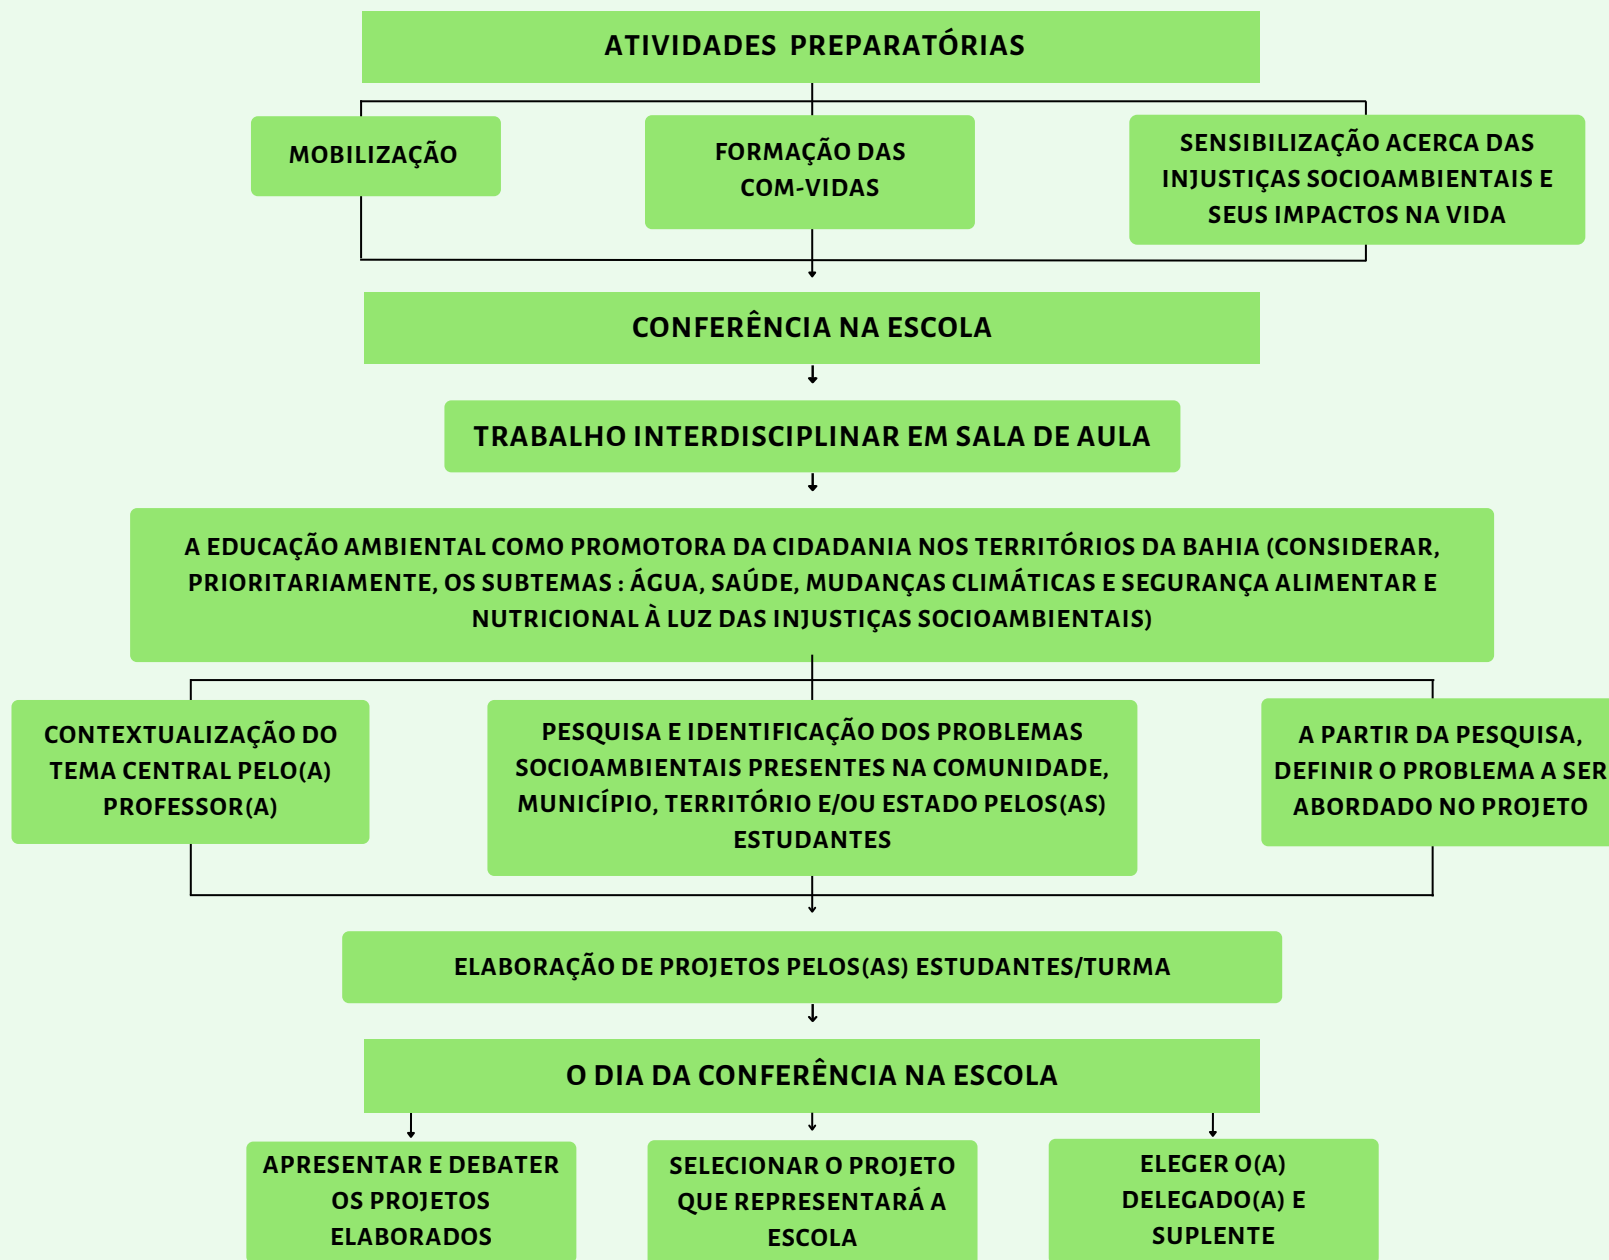 ATIVIDADES PREPARATÓRIAS
MOBILIZAÇÃO
FORMAÇÃO DAS
COM-VIDAS
SENSIBILIZAÇÃO ACERCA DAS
INJUSTIÇAS SOCIOAMBIENTAIS E
SEUS IMPACTOS NA VIDA
CONFERÊNCIA NA ESCOLA
TRABALHO INTERDISCIPLINAR EM SALA DE AULA
A EDUCAÇÃO AMBIENTAL COMO PROMOTORA DA CIDADANIA NOS TERRITÓRIOS DA BAHIA (CONSIDERAR,
PRIORITARIAMENTE, OS SUBTEMAS : ÁGUA, SAÚDE, MUDANÇAS CLIMÁTICAS E SEGURANÇA ALIMENTAR E
NUTRICIONAL À LUZ DAS INJUSTIÇAS SOCIOAMBIENTAIS)
CONTEXTUALIZAÇÃO DO
TEMA CENTRAL PELO(A)
PROFESSOR(A)
PESQUISA E IDENTIFICAÇÃO DOS PROBLEMAS
SOCIOAMBIENTAIS PRESENTES NA COMUNIDADE,
MUNICÍPIO, TERRITÓRIO E/OU ESTADO PELOS(AS)
ESTUDANTES
A PARTIR DA PESQUISA,
DEFINIR O PROBLEMA A SER
ABORDADO NO PROJETO
ELABORAÇÃO DE PROJETOS PELOS(AS) ESTUDANTES/TURMA
O DIA DA CONFERÊNCIA NA ESCOLA
APRESENTAR E DEBATER
OS PROJETOS
ELABORADOS
SELECIONAR O PROJETO
QUE REPRESENTARÁ A
ESCOLA
ELEGER O(A)
DELEGADO(A) E
SUPLENTE